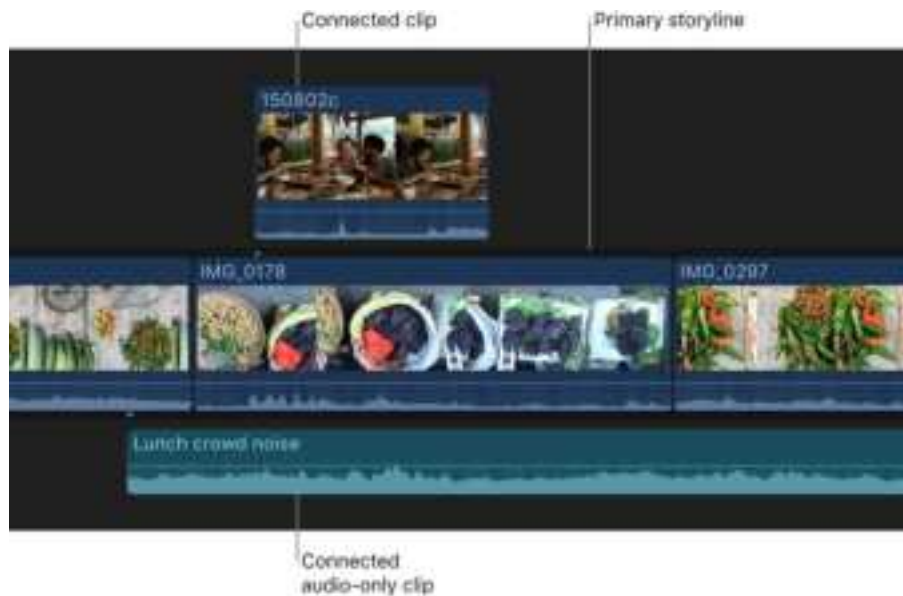 Connected clip
Primary storyline
150802c
IMG_0178
IMG_0297
Lunch crowd noise
Connected
audio-only clip